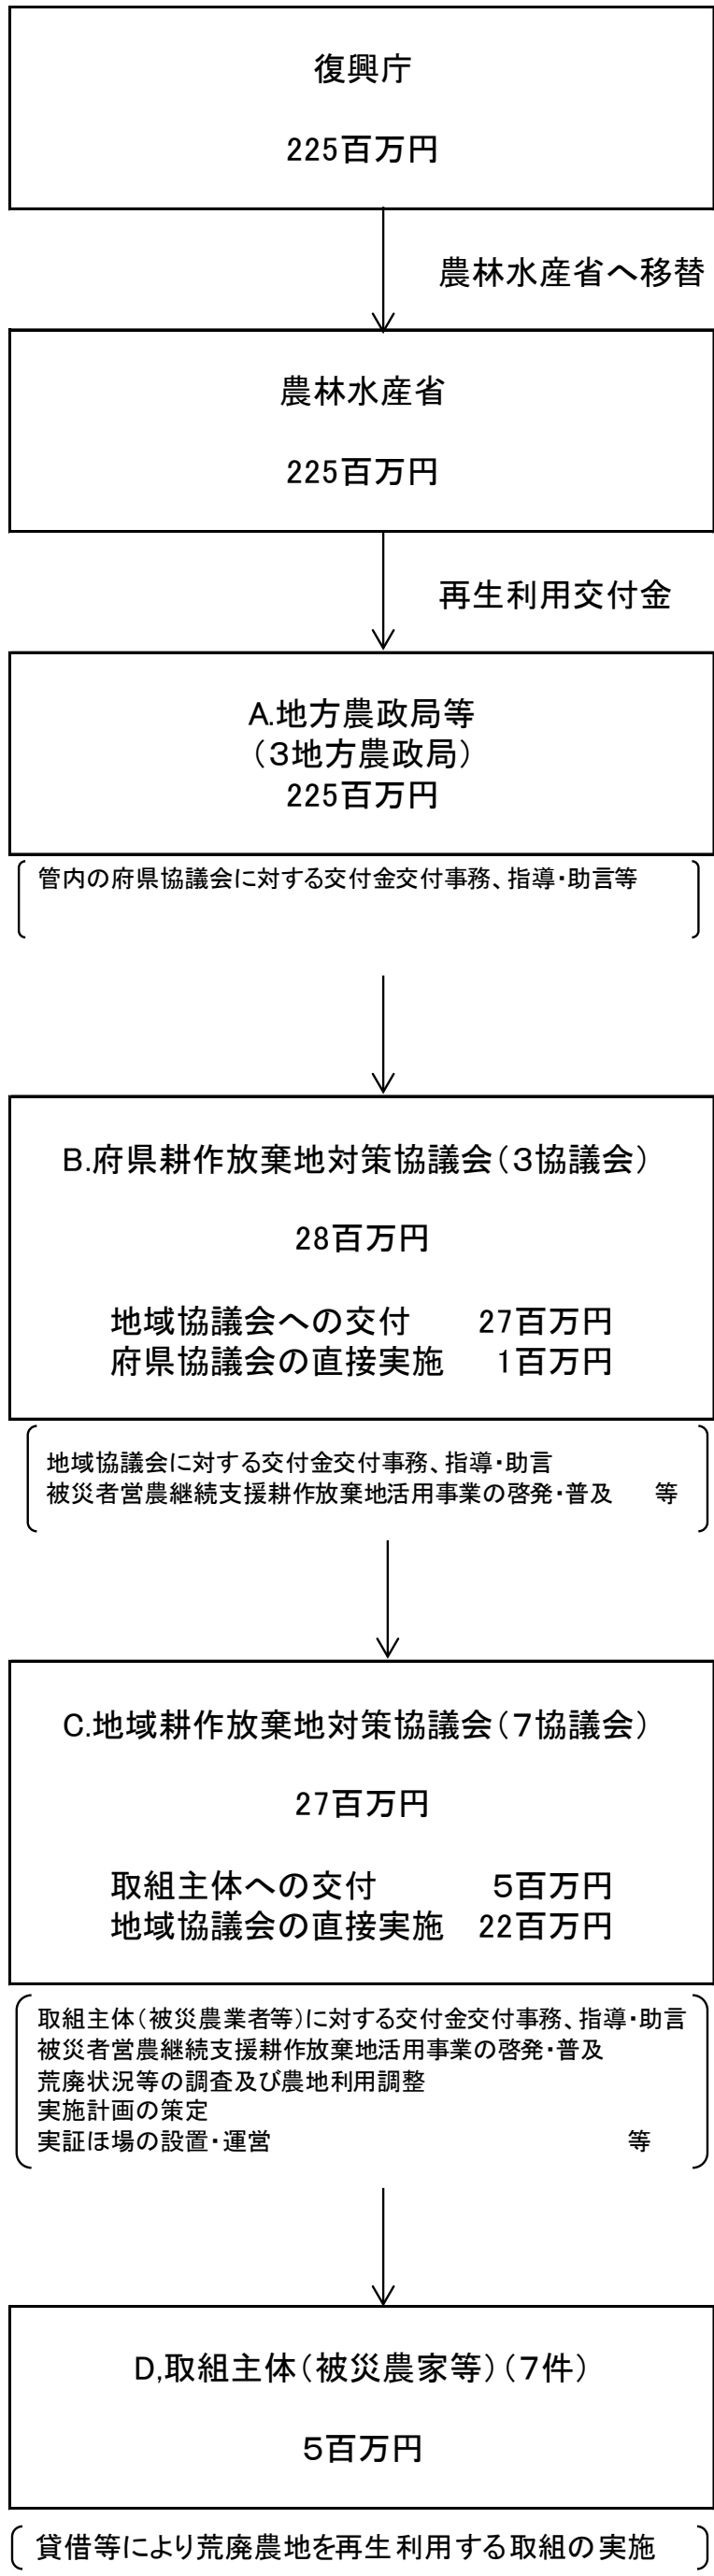 復興庁
225百万円
農林水産省へ移替
農林水産省
225百万円
再生利用交付金
A.地方農政局等
（3地方農政局）
225百万円
管内の府県協議会に対する交付金交付事務、指導・助言等
B.府県耕作放棄地対策協議会（3協議会）
28百万円
地域協議会への交付　27百万円
府県協議会の直接実施　1百万円
地域協議会に対する交付金交付事務、指導・助言
被災者営農継続支援耕作放棄地活用事業の啓発・普及　等
C.地域耕作放棄地対策協議会（7協議会）
27百万円
取組主体への交付　5百万円
地域協議会の直接実施　22百万円
取組主体（被災農業者等）に対する交付金交付事務、指導・助言
被災者営農継続支援耕作放棄地活用事業の啓発・普及
荒廃状況等の調査及び農地利用調整
実施計画の策定
実証ほ場の設置・運営　等
D,取組主体（被災農家等）（7件）
5百万円
貸借等により荒廃農地を再生利用する取組の実施